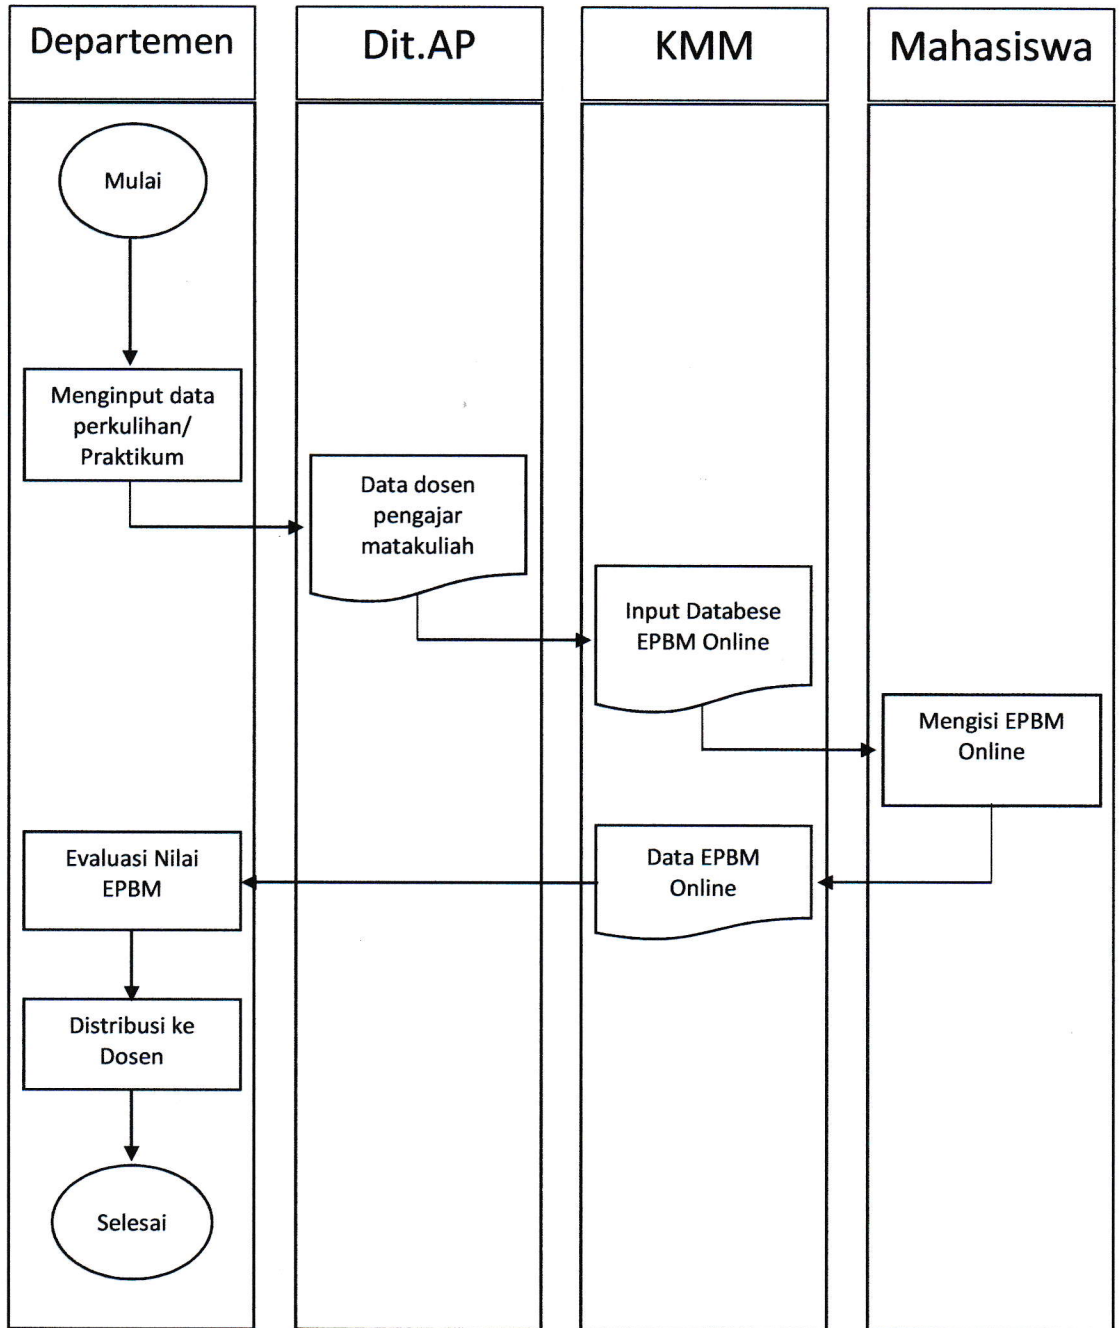 Departemen
Dit.AP
KMM
Mahasiswa
Mulai
Menginput data
perkulihan/
Praktikum
Data dosen
pengajar
matakuliah
Input Databese
EPBM Online
Mengisi EPBM
Online
Evaluasi Nilai
EPBM
Data EPBM
Online
Distribusi ke
Dosen
Selesai